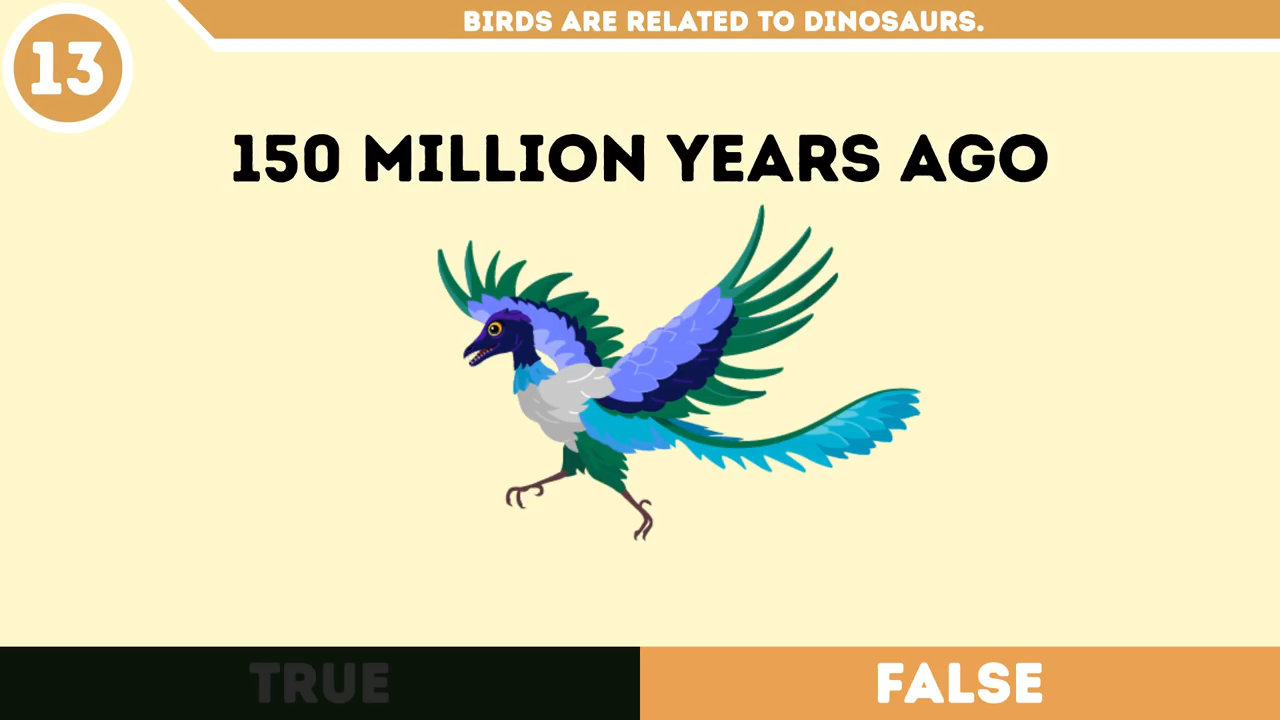 BIRDS ARE RELATED TO DINOSAURS.
13
150 MILLION YEARS AGO
TRUE
FALSE